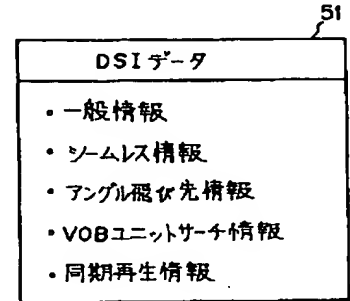 51
DSIデータ
・一般情報
・シームレス情報
・アングル飛び先情報
・VOBユニットサーチ情報
・同期再生情報